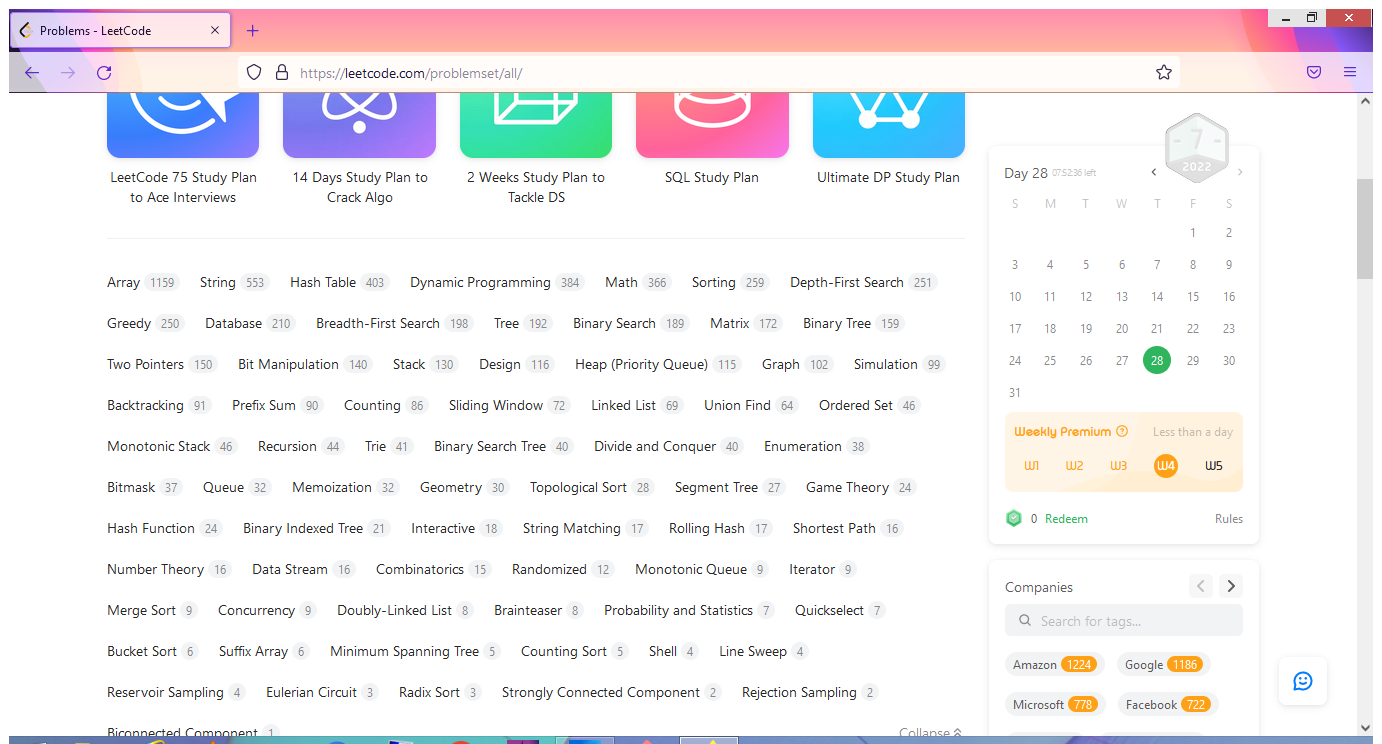 Problems - LeetCode
https://leetcode.com/problemset/all/
LeetCode 75 Study Plan to Ace Interviews
14 Days Study Plan to Crack Algo
2 Weeks Study Plan to Tackle DS
SQL Study Plan
Ultimate DP Study Plan
Array 1159 String 553 Hash Table 403 Dynamic Programming 384 Math 366 Sorting 259 Depth-First Search 251
Greedy 250 Database 210 Breadth-First Search 198 Tree 192 Binary Search 189 Matrix 172 Binary Tree 159
Two Pointers 150 Bit Manipulation 140 Stack 130 Design 116 Heap (Priority Queue) 115 Graph 102 Simulation 99
Backtracking 91 Prefix Sum 90 Counting 86 Sliding Window 72 Linked List 69 Union Find 64 Ordered Set 46
Monotonic Stack 46 Recursion 44 Trie 41 Binary Search Tree 40 Divide and Conquer 40 Enumeration 38
Bitmask 37 Queue 32 Memoization 32 Geometry 30 Topological Sort 28 Segment Tree 27 Game Theory 24
Hash Function 24 Binary Indexed Tree 21 Interactive 18 String Matching 17 Rolling Hash 17 Shortest Path 16
Number Theory 16 Data Stream 16 Combinatorics 15 Randomized 12 Monotonic Queue 9 Iterator 9
Merge Sort 9 Concurrency 9 Doubly-Linked List 8 Brainteaser 8 Probability and Statistics 7 Quickselect 7
Bucket Sort 6 Suffix Array 6 Minimum Spanning Tree 5 Counting Sort 5 Shell 4 Line Sweep 4
Reservoir Sampling 4 Eulerian Circuit 3 Radix Sort 3 Strongly Connected Component 2 Rejection Sampling 2
Biconnected Component 1 Collapse
7
2022
Day 28 07:52:36 left
S M T W T F S
1 2
3 4 5 6 7 8 9
10 11 12 13 14 15 16
17 18 19 20 21 22 23
24 25 26 27 28 29 30
31
Weekly Premium ? Less than a day
W1 W2 W3 W4 W5
0 Redeem Rules
Companies
Search for tags...
Amazon 1224 Google 1186
Microsoft 778 Facebook 722